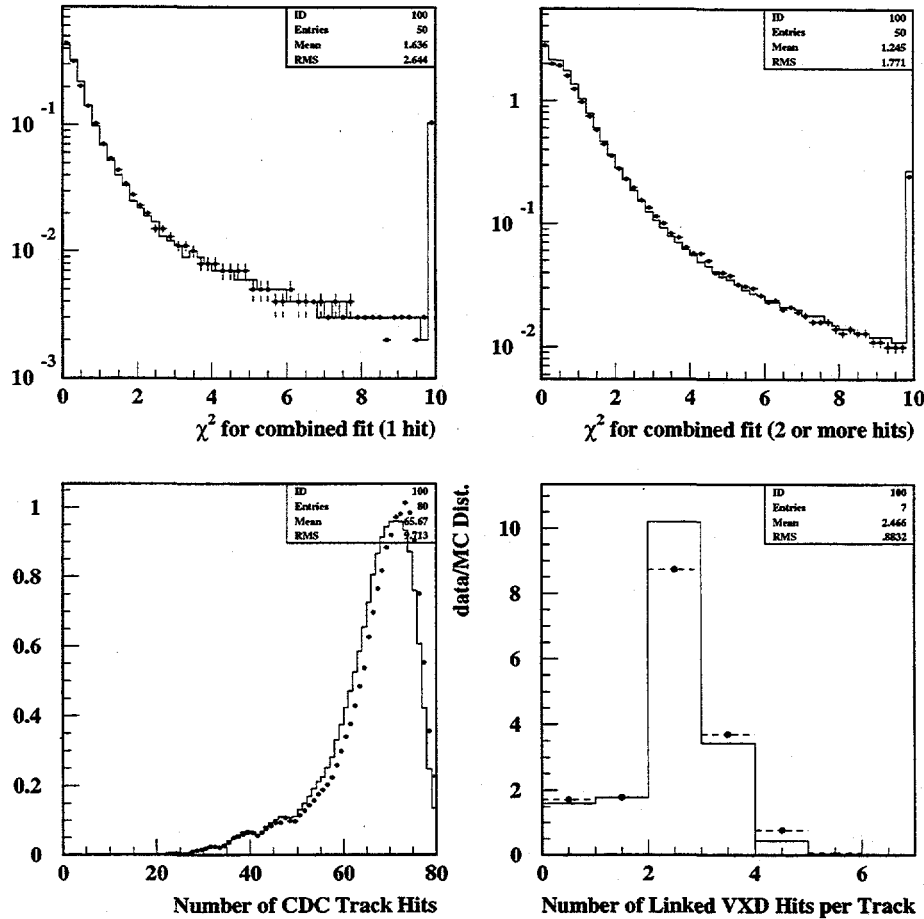 ID 100
Entries 50
Mean 1.636
RMS 2.644
10 -1
10 -2
10 -3
0 2 4 6 8 10
χ2 for combined fit (1 hit)
ID 100
Entries 50
Mean 1.245
RMS 1.771
1
10 -1
10 -2
0 2 4 6 8 10
χ2 for combined fit (2 or more hits)
ID 100
Entries 80
Mean 65.67
RMS 9.713
1
0.8
0.6
0.4
0.2
0
0 20 40 60 80
Number of CDC Track Hits
data/MC Dist.
ID 100
Entries 7
Mean 2.466
RMS .8832
10
8
6
4
2
0
0 2 4 6
Number of Linked VXD Hits per Track